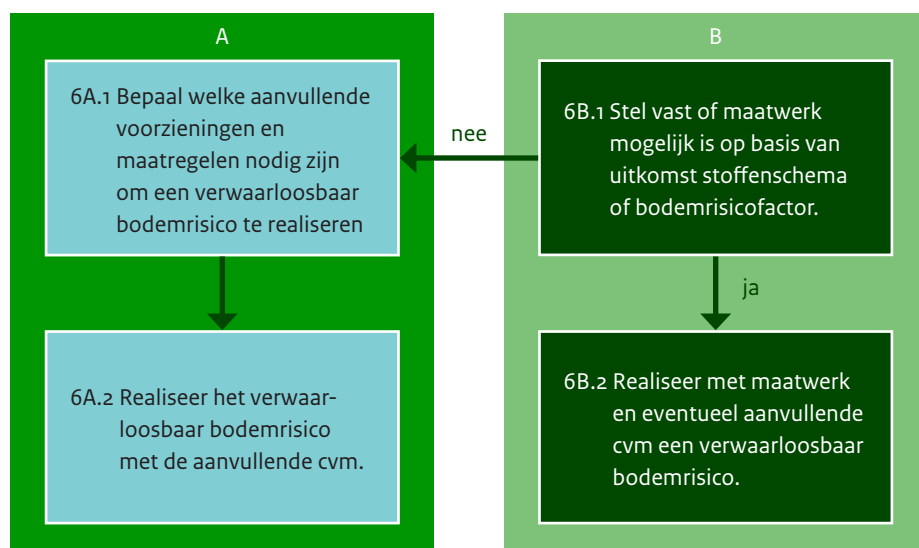 A
6A.1 Bepaal welke aanvullende
voorzieningen en
maatregelen nodig zijn
om een verwaarloosbaar
bodemrisico te realiseren
6A.2 Realiseer het verwaar-
loosbaar bodemrisico
met de aanvullende cvm.
nee
B
6B.1 Stel vast of maatwerk
mogelijk is op basis van
uitkomst stoffenschema
of bodemrisicofactor.
ja
6B.2 Realiseer met maatwerk
en eventueel aanvullende
cvm een verwaarloosbaar
bodemrisico.